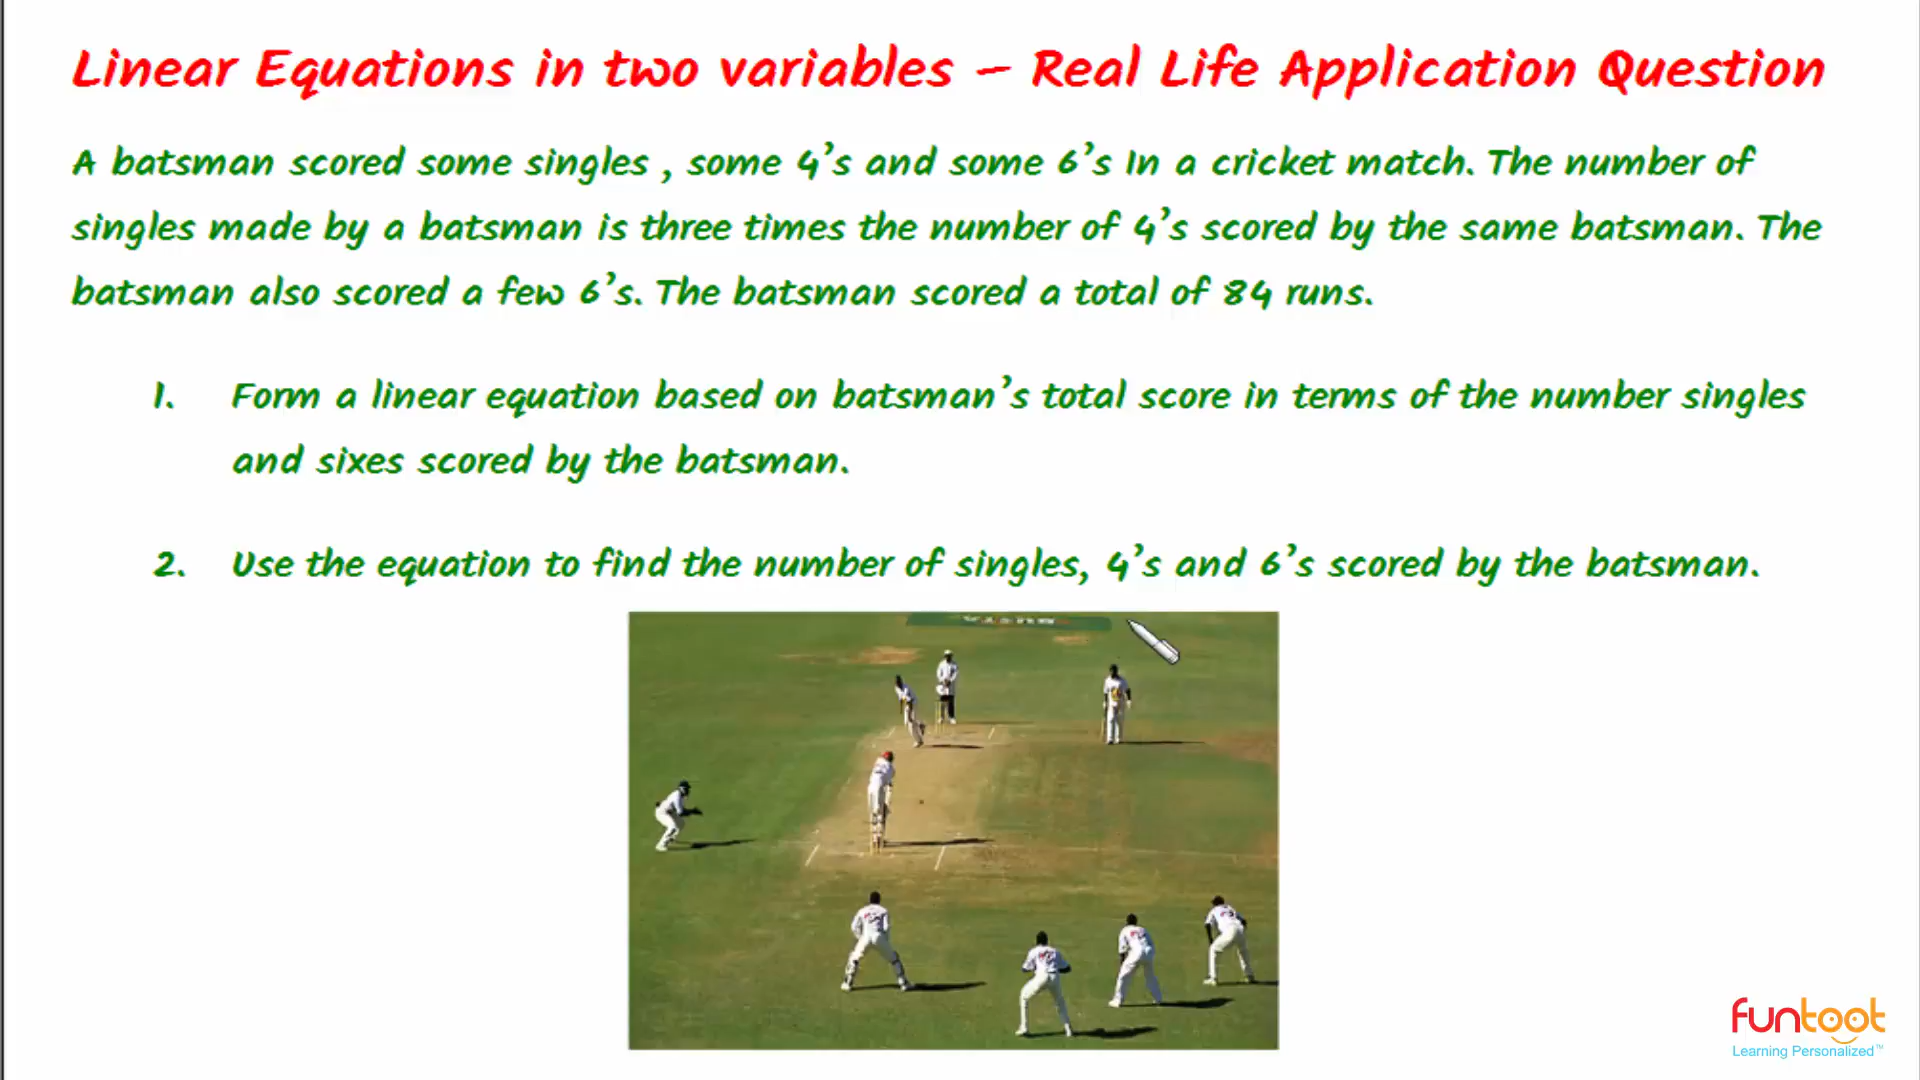 Linear Equations in two variables – Real Life Application Question
A batsman scored some singles , some 4's and some 6's In a cricket match. The number of
singles made by a batsman is three times the number of 4's scored by the same batsman. The
batsman also scored a few 6's. The batsman scored a total of 84 runs.
1. Form a linear equation based on batsman's total score in terms of the number singles
and sixes scored by the batsman.
2. Use the equation to find the number of singles, 4's and 6's scored by the batsman.
funtoot
Learning Personalized™